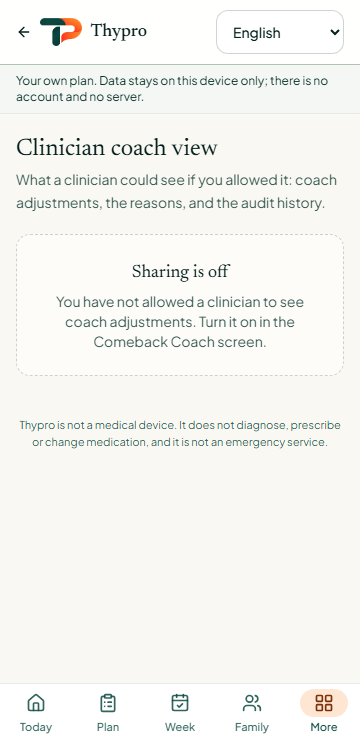 Thypro
English
Your own plan. Data stays on this device only; there is no
account and no server.
Clinician coach view
What a clinician could see if you allowed it: coach
adjustments, the reasons, and the audit history.
Sharing is off
You have not allowed a clinician to see
coach adjustments. Turn it on in the
Comeback Coach screen.
Thypro is not a medical device. It does not diagnose, prescribe
or change medication, and it is not an emergency service.
Today
Plan
Week
Family
More